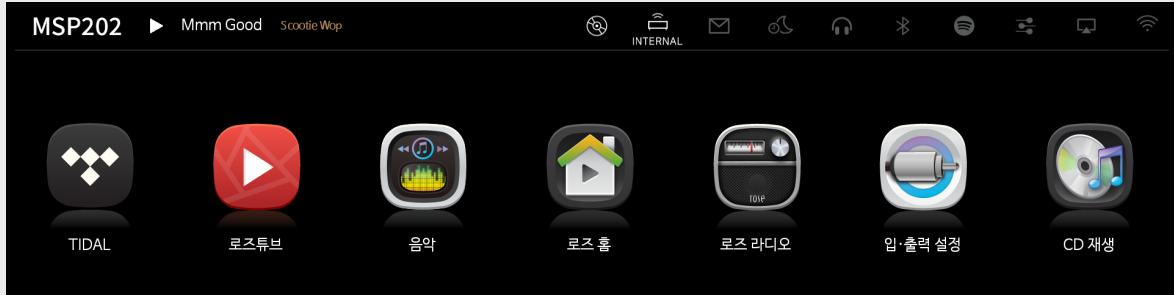 MSP202 Mmm Good Scootie Wop
INTERNAL
rose
TIDAL 로즈튜브 음악 로즈 홈 로즈 라디오 입·출력 설정 CD 재생